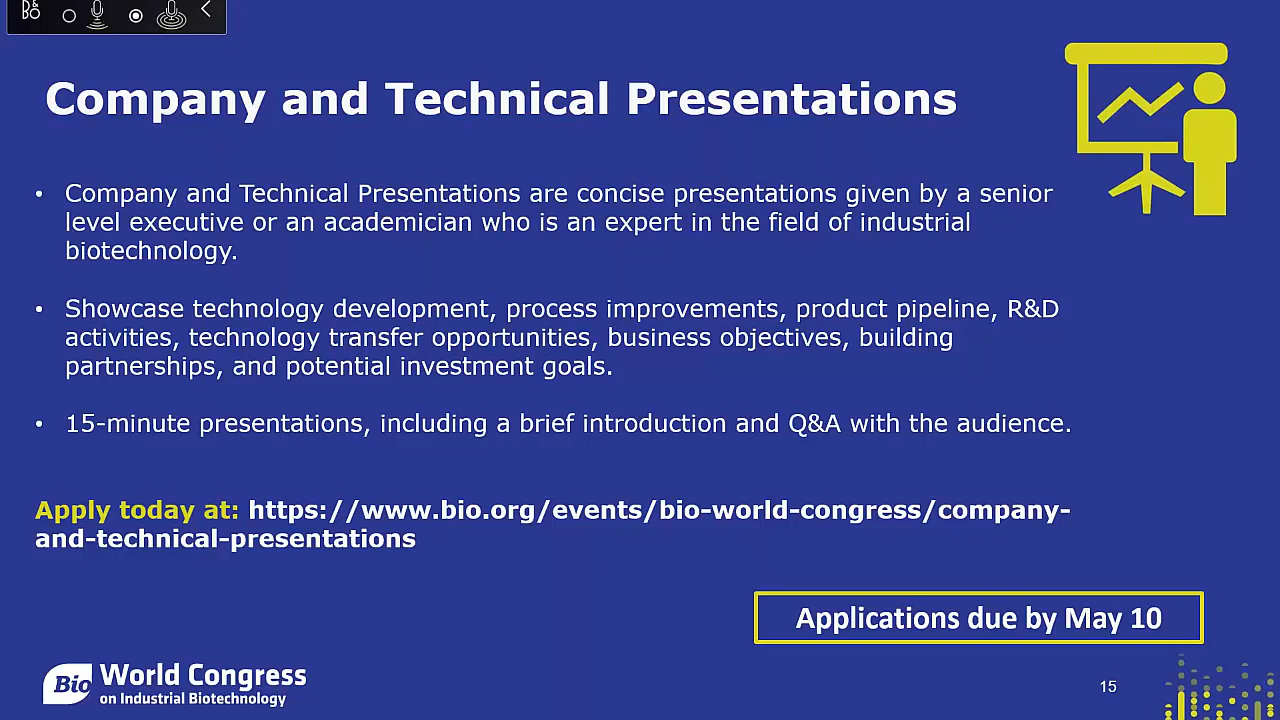 B&O
Company and Technical Presentations
• Company and Technical Presentations are concise presentations given by a senior
level executive or an academician who is an expert in the field of industrial
biotechnology.
• Showcase technology development, process improvements, product pipeline, R&D
activities, technology transfer opportunities, business objectives, building
partnerships, and potential investment goals.
• 15-minute presentations, including a brief introduction and Q&A with the audience.
Apply today at: https://www.bio.org/events/bio-world-congress/company-
and-technical-presentations
Applications due by May 10
Bio World Congress
on Industrial Biotechnology
15